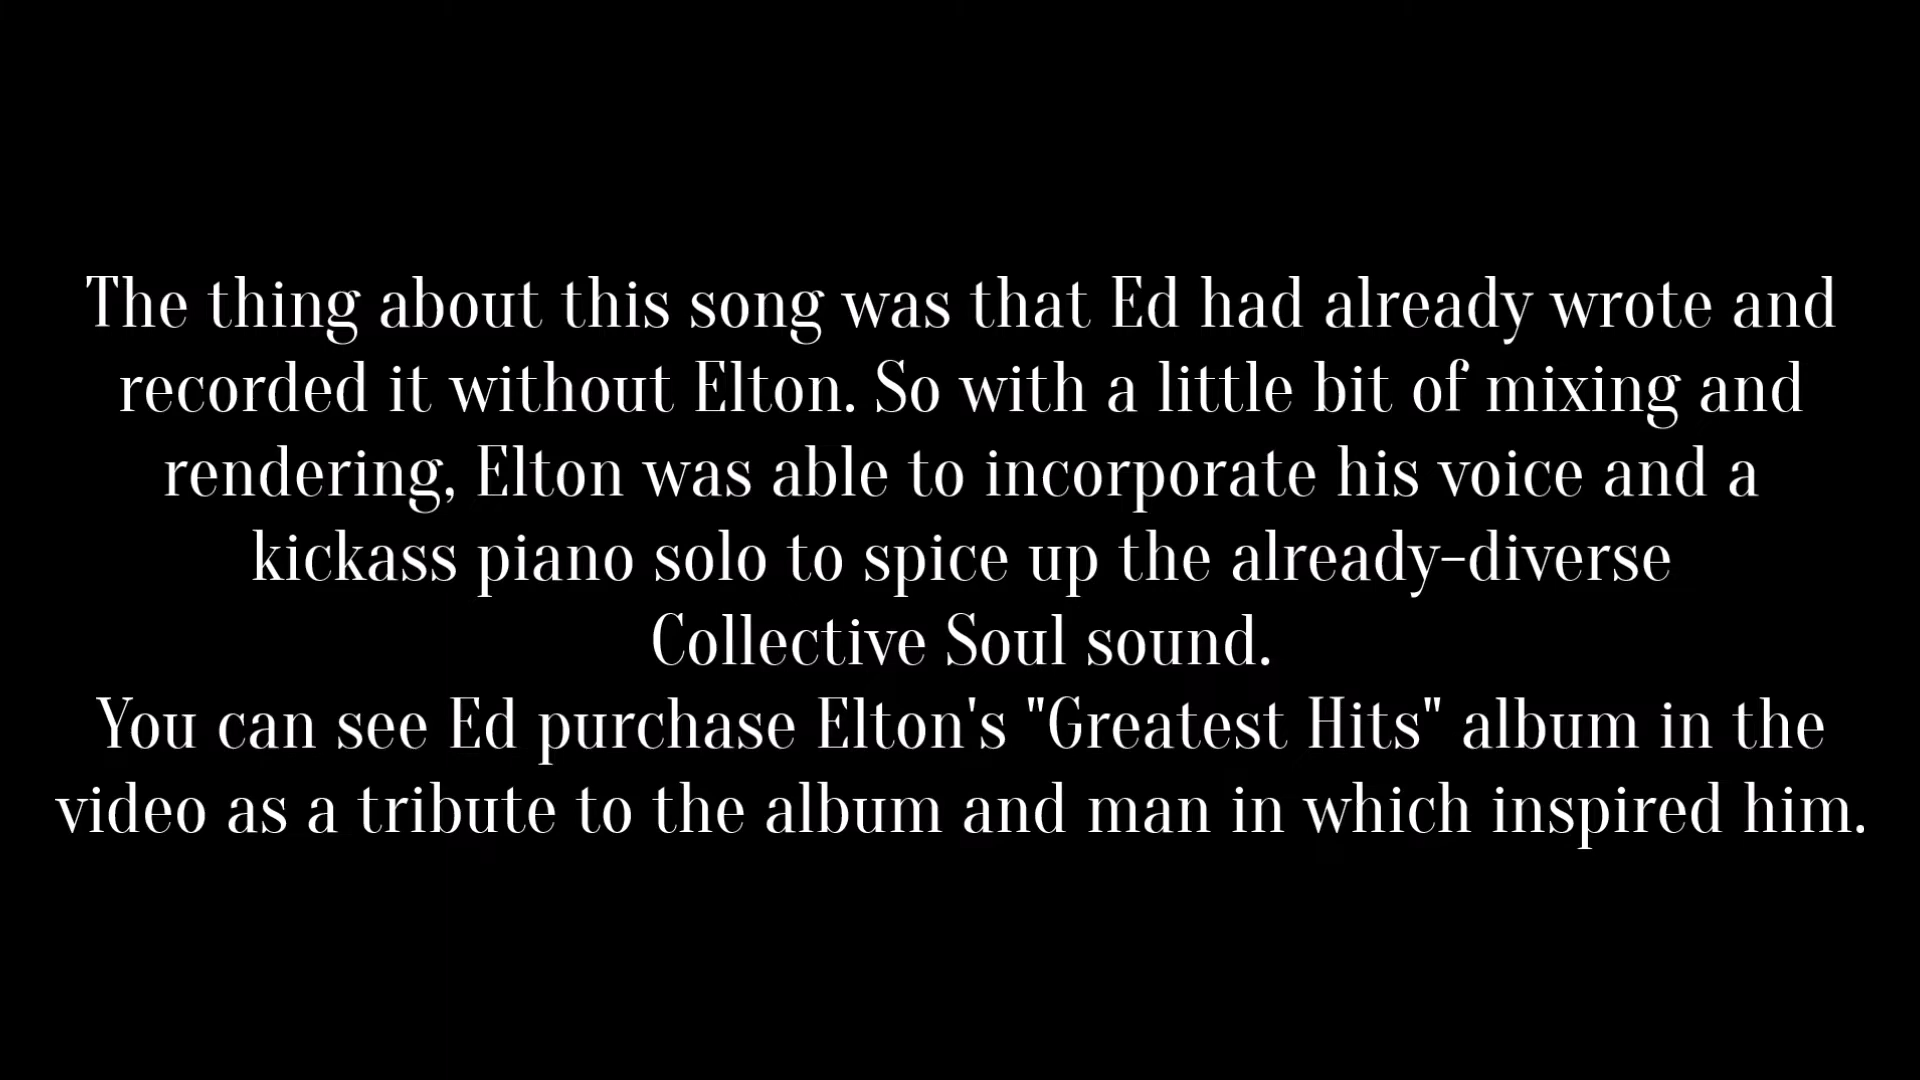 The thing about this song was that Ed had already wrote and
recorded it without Elton. So with a little bit of mixing and
rendering, Elton was able to incorporate his voice and a
kickass piano solo to spice up the already-diverse
Collective Soul sound.
You can see Ed purchase Elton's "Greatest Hits" album in the
video as a tribute to the album and man in which inspired him.